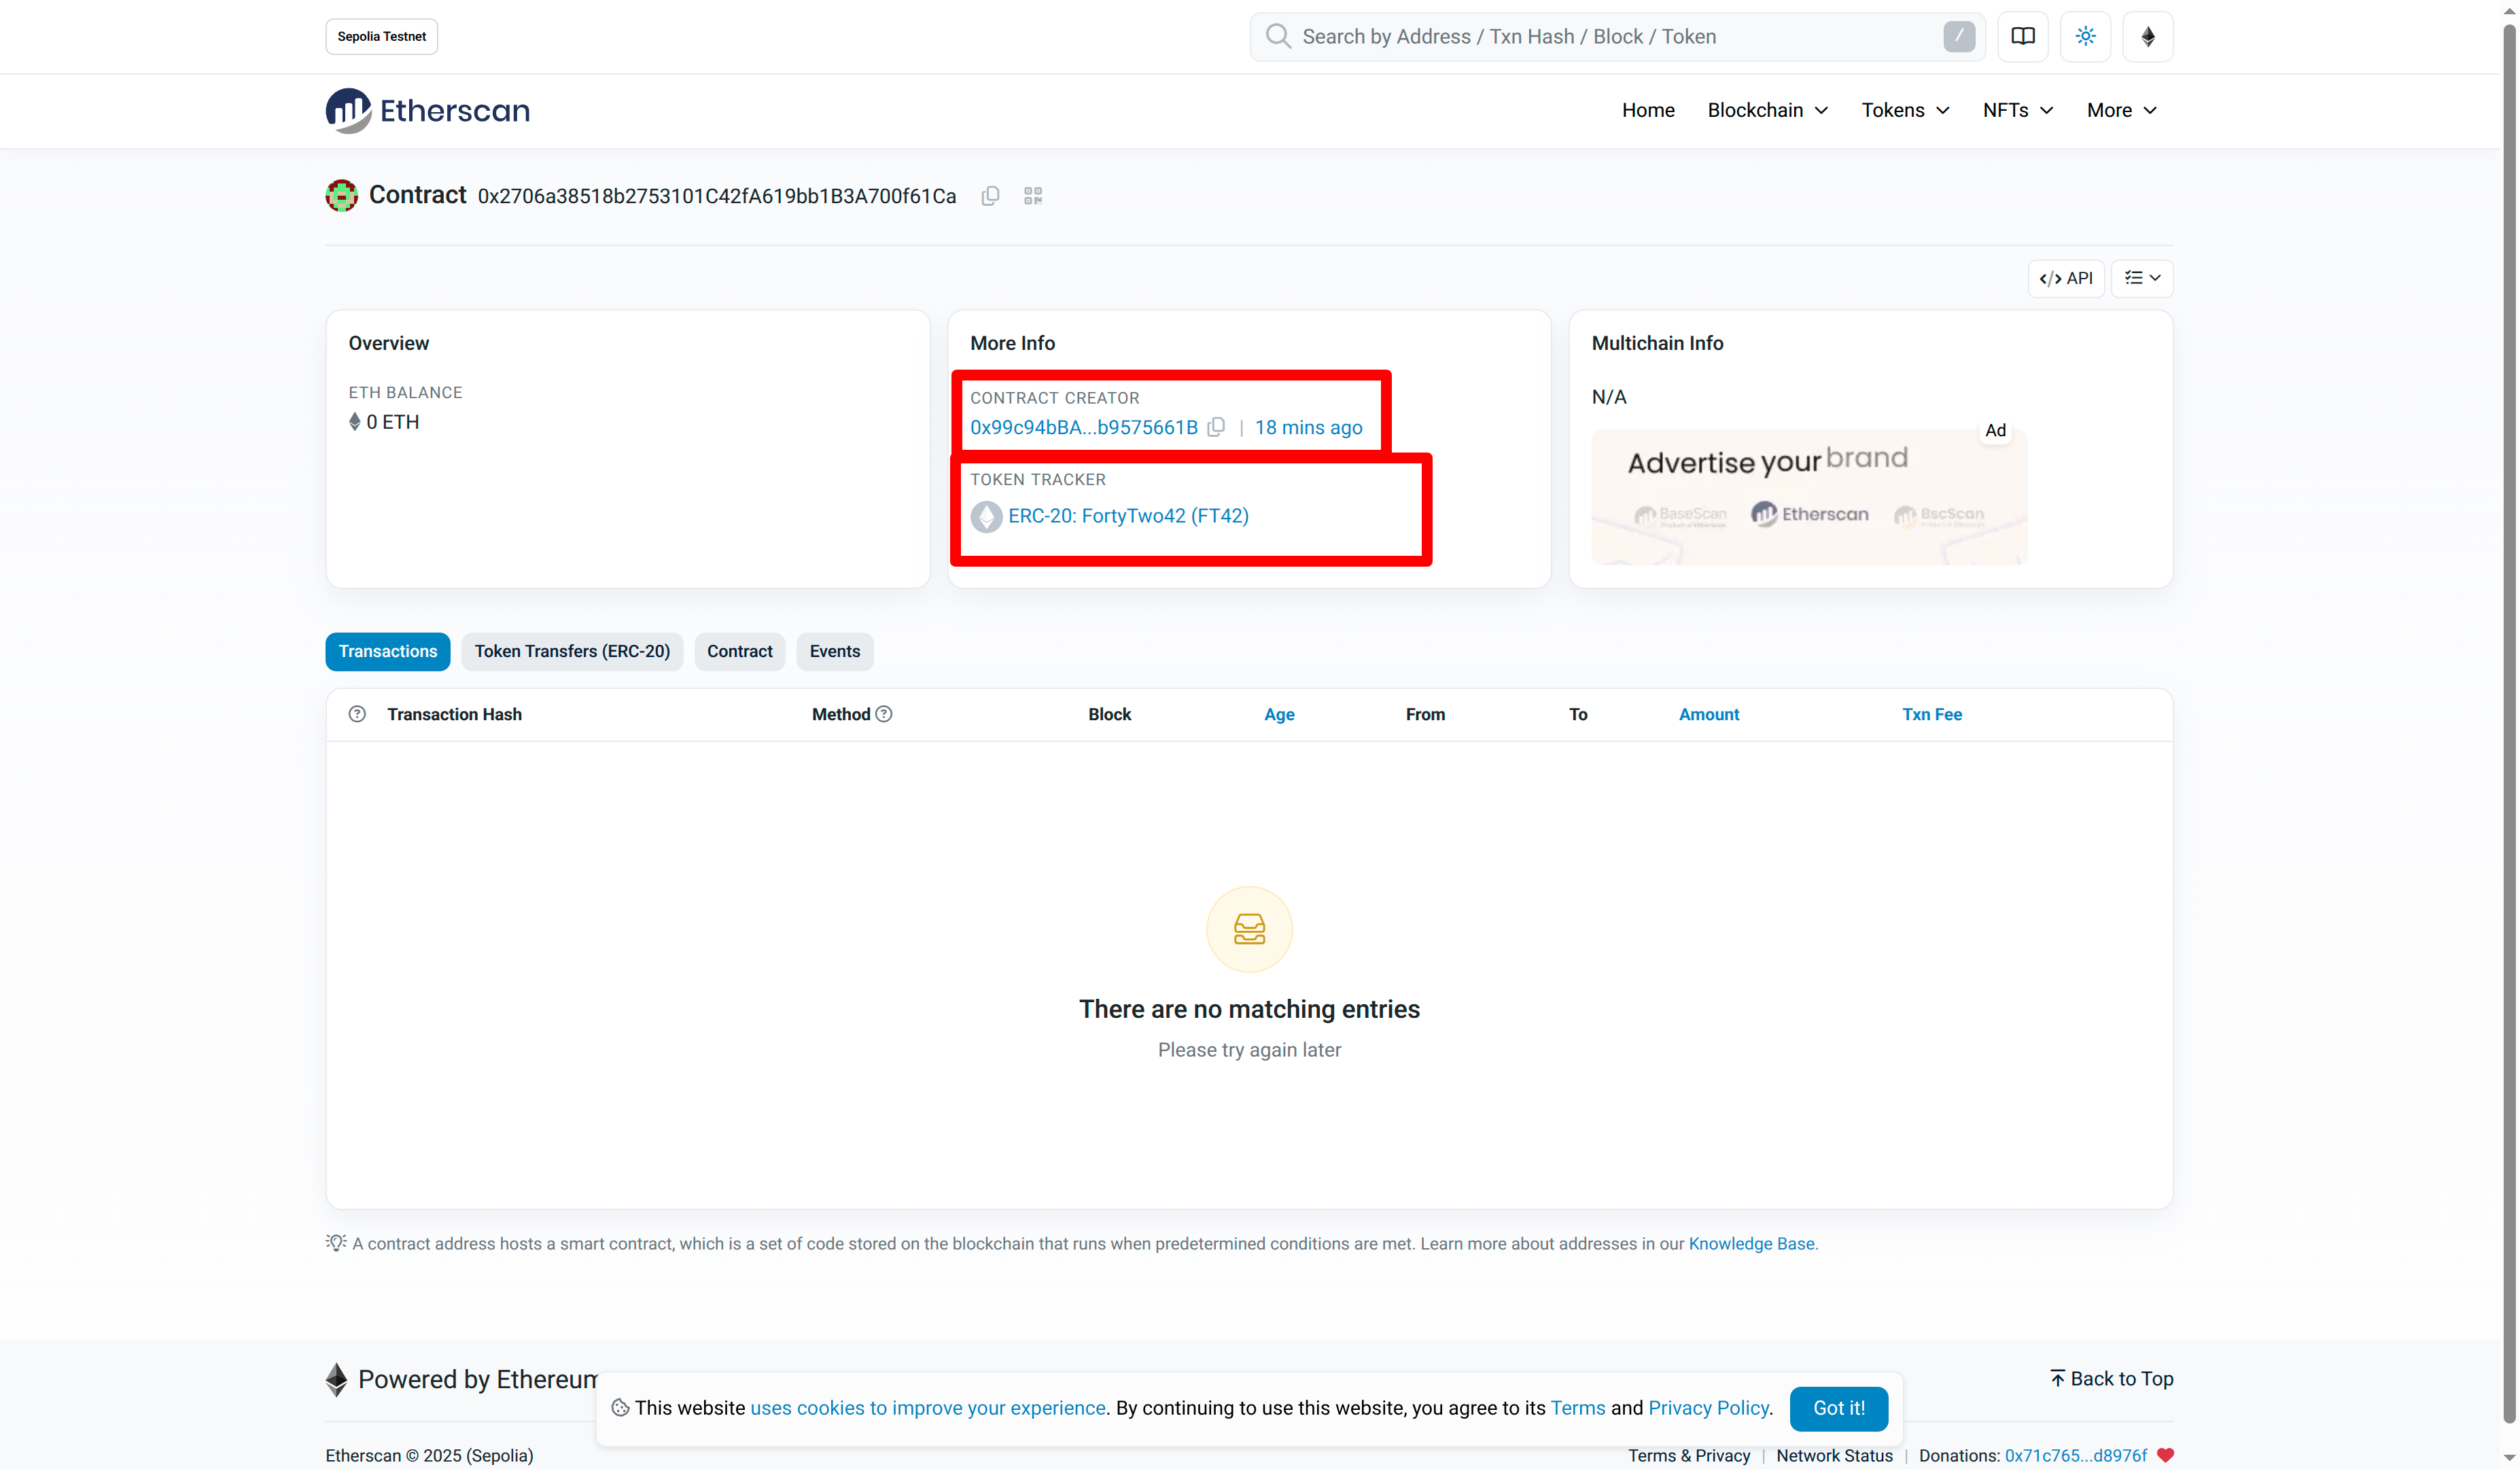 Sepolia Testnet
Search by Address / Txn Hash / Block / Token
/
Etherscan
Home
Blockchain
Tokens
NFTs
More
Contract 0x2706a38518b2753101C42fA619bb1B3A700f61Ca
</> API
Overview
ETH BALANCE
0 ETH
More Info
CONTRACT CREATOR
0x99c94bBA...b9575661B | 18 mins ago
TOKEN TRACKER
ERC-20: FortyTwo42 (FT42)
Multichain Info
N/A
Ad
Advertise your brand
BaseScan
Etherscan
BscScan
Transactions
Token Transfers (ERC-20)
Contract
Events
Transaction Hash
Method
Block
Age
From
To
Amount
Txn Fee
There are no matching entries
Please try again later
A contract address hosts a smart contract, which is a set of code stored on the blockchain that runs when predetermined conditions are met. Learn more about addresses in our Knowledge Base.
Powered by Ethereum
Back to Top
This website uses cookies to improve your experience. By continuing to use this website, you agree to its Terms and Privacy Policy.
Got it!
Etherscan © 2025 (Sepolia)
Terms & Privacy | Network Status | Donations: 0x71c765...d8976f